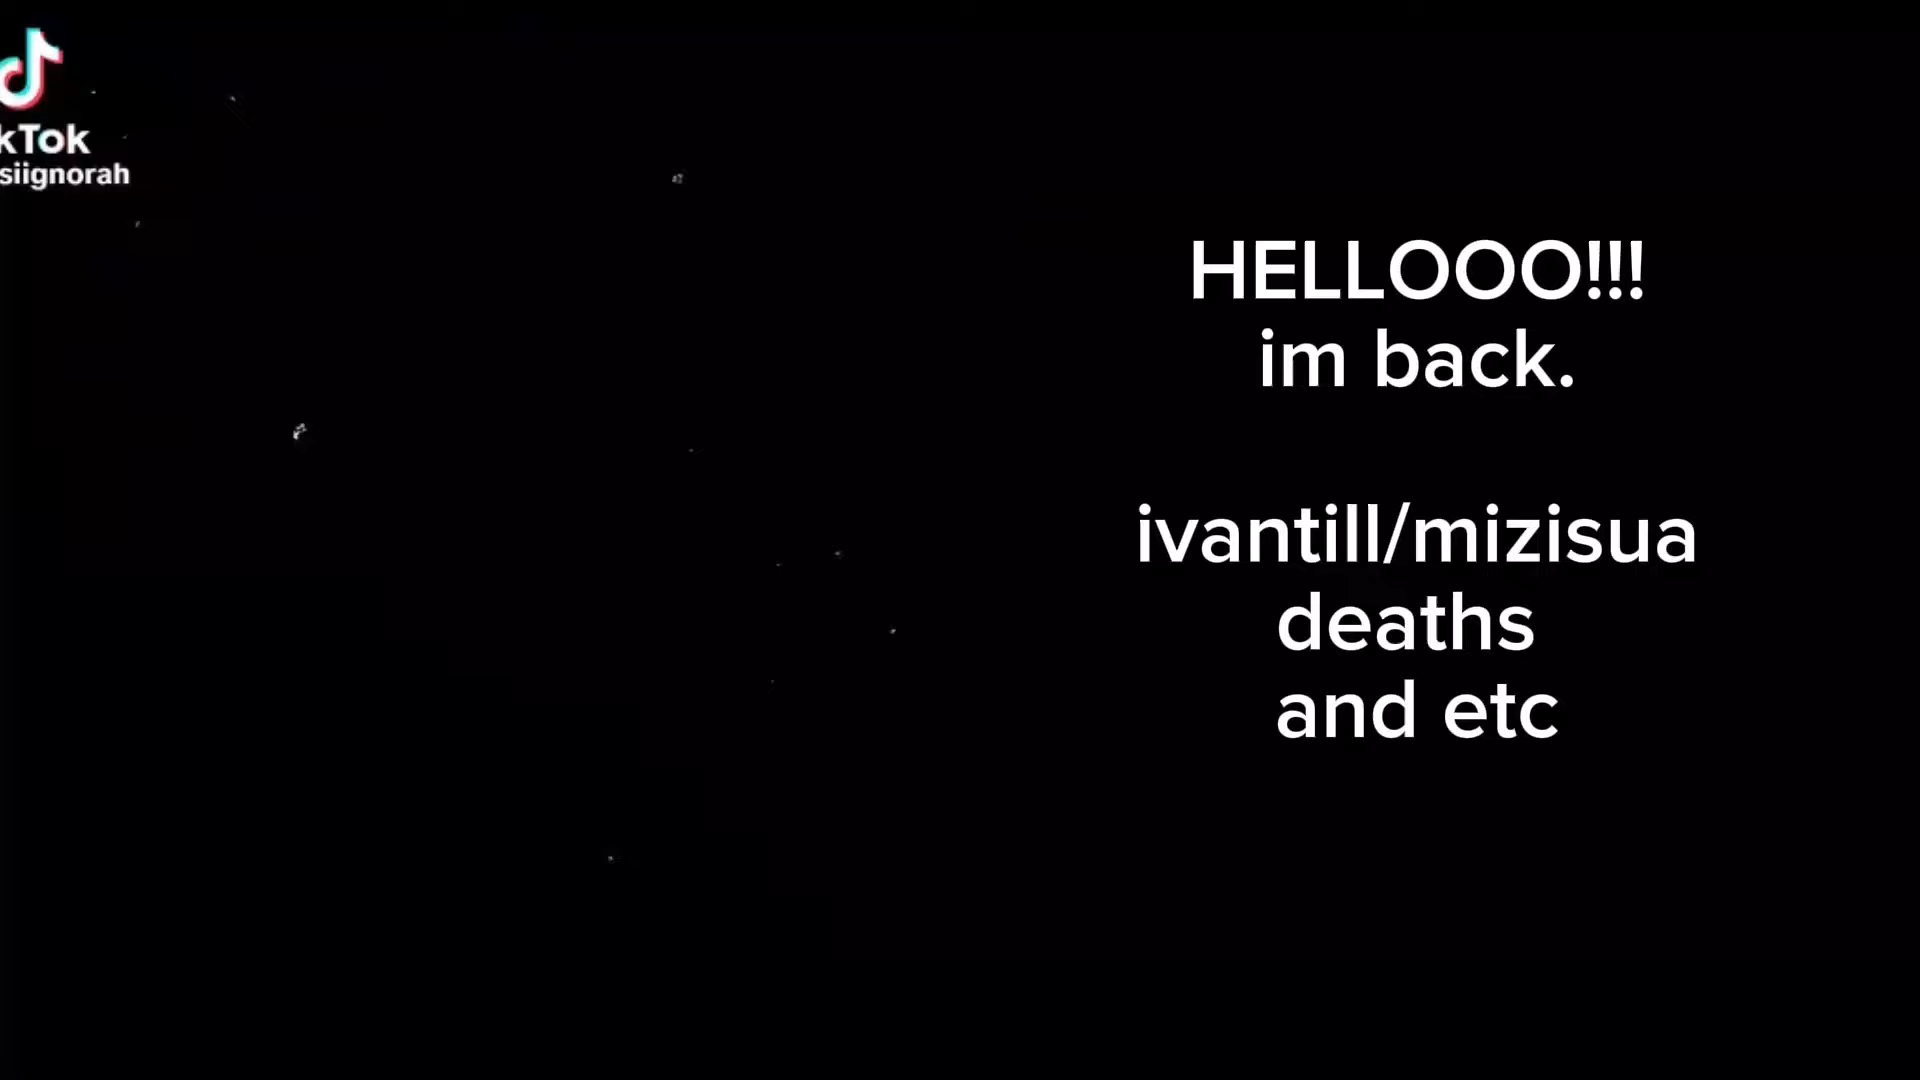 kTok
siignorah
HELLOOO!!!
im back.
ivantill/mizisua
deaths
and etc